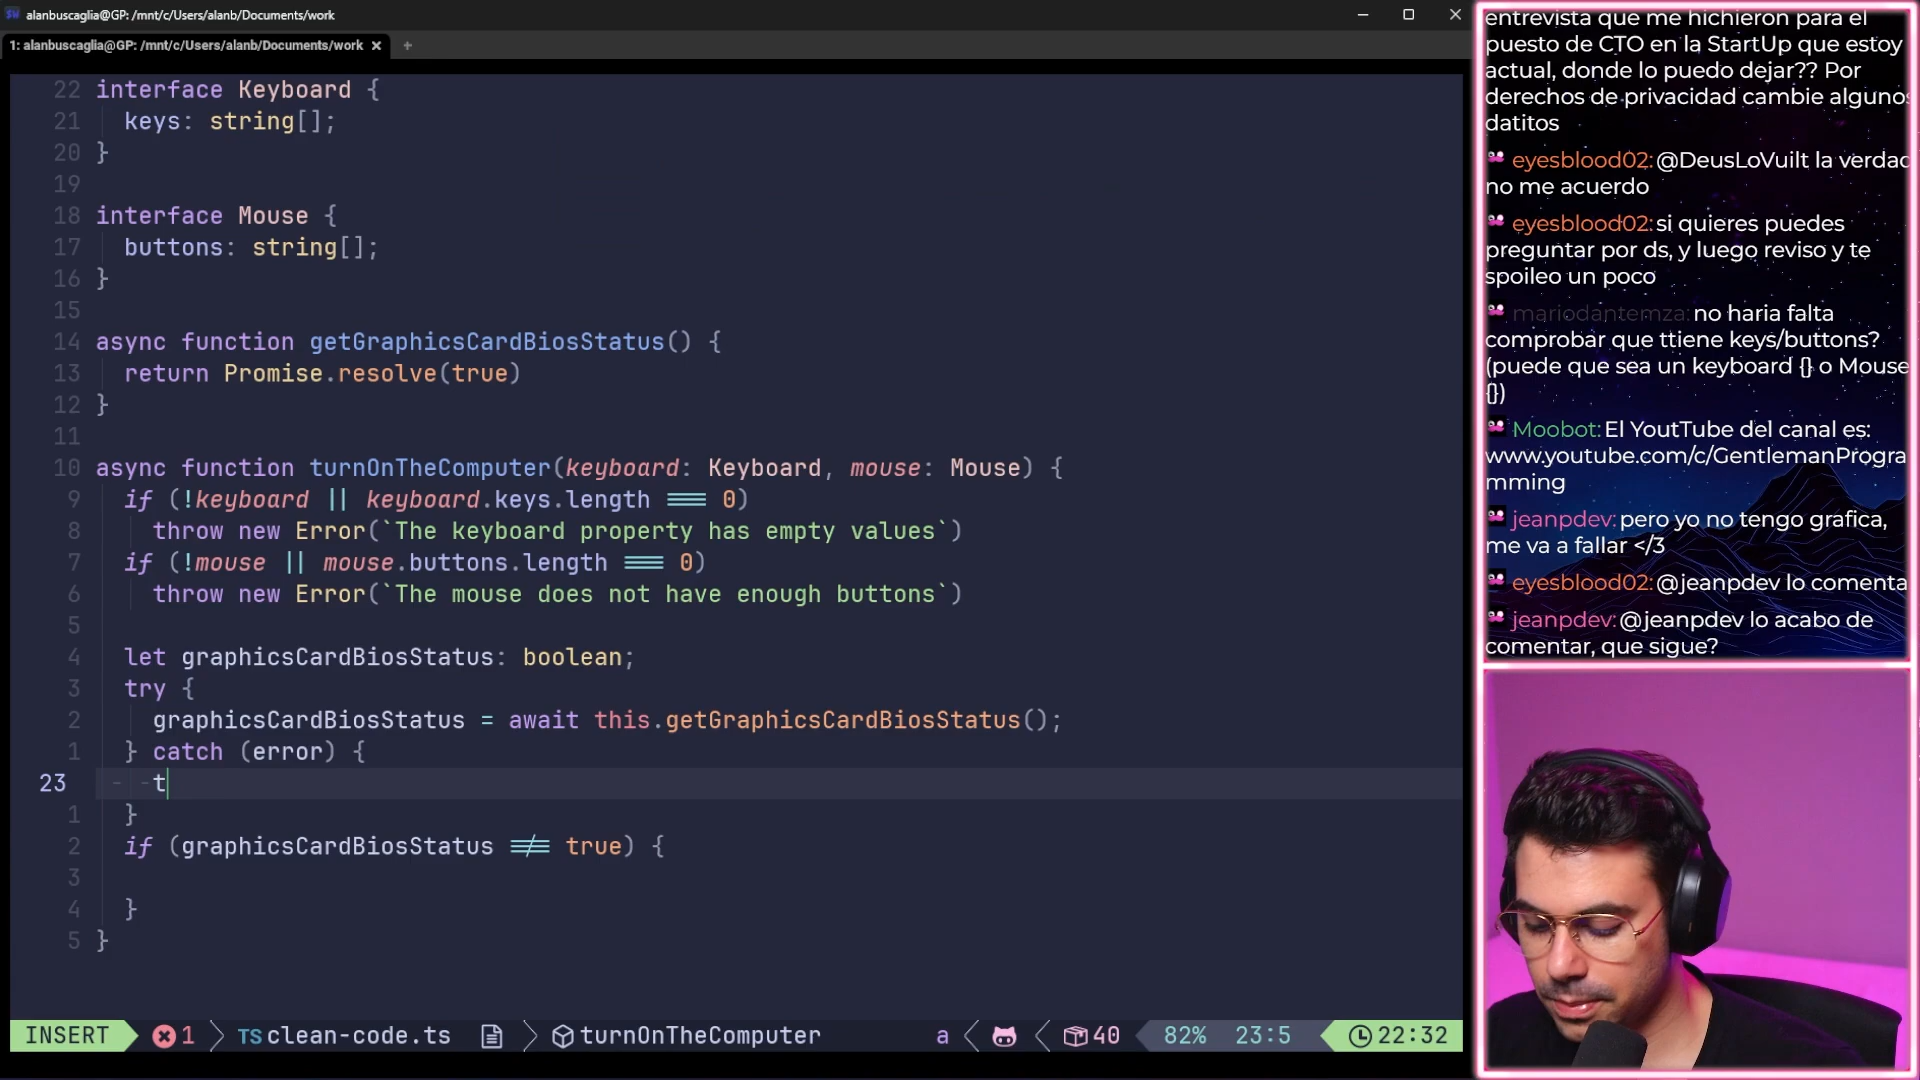 alanbuscaglia@GP: /mnt/c/Users/alanb/Documents/work
1: alanbuscaglia@GP: /mnt/c/Users/alanb/Documents/work
22 interface Keyboard {
21 keys: string[];
20 }
19
18 interface Mouse {
17 buttons: string[];
16 }
15
14 async function getGraphicsCardBiosStatus() {
13 return Promise.resolve(true)
12 }
11
10 async function turnOnTheComputer(keyboard: Keyboard, mouse: Mouse) {
9 if (!keyboard || keyboard.keys.length === 0)
8 throw new Error(`The keyboard property has empty values`)
7 if (!mouse || mouse.buttons.length === 0)
6 throw new Error(`The mouse does not have enough buttons`)
5
4 let graphicsCardBiosStatus: boolean;
3 try {
2 graphicsCardBiosStatus = await this.getGraphicsCardBiosStatus();
1 } catch (error) {
23 t
1 }
2 if (graphicsCardBiosStatus !== true) {
3
4 }
5 }
INSERT 1 TS clean-code.ts turnOnTheComputer a 40 82% 23:5 22:32
entrevista que me hichieron para el
puesto de CTO en la StartUp que estoy
actual, donde lo puedo dejar?? Por
derechos de privacidad cambie algunos
datitos
eyesblood02: @DeusLoVuilt la verdad
no me acuerdo
eyesblood02: si quieres puedes
preguntar por ds, y luego reviso y te
spoileo un poco
mariodantemza: no haria falta
comprobar que ttiene keys/buttons?
(puede que sea un keyboard {} o Mouse
{})
Moobot: El YoutTube del canal es:
www.youtube.com/c/GentlemanProgra
mming
jeanpdev: pero yo no tengo grafica,
me va a fallar </3
eyesblood02: @jeanpdev lo comenta
jeanpdev: @jeanpdev lo acabo de
comentar, que sigue?